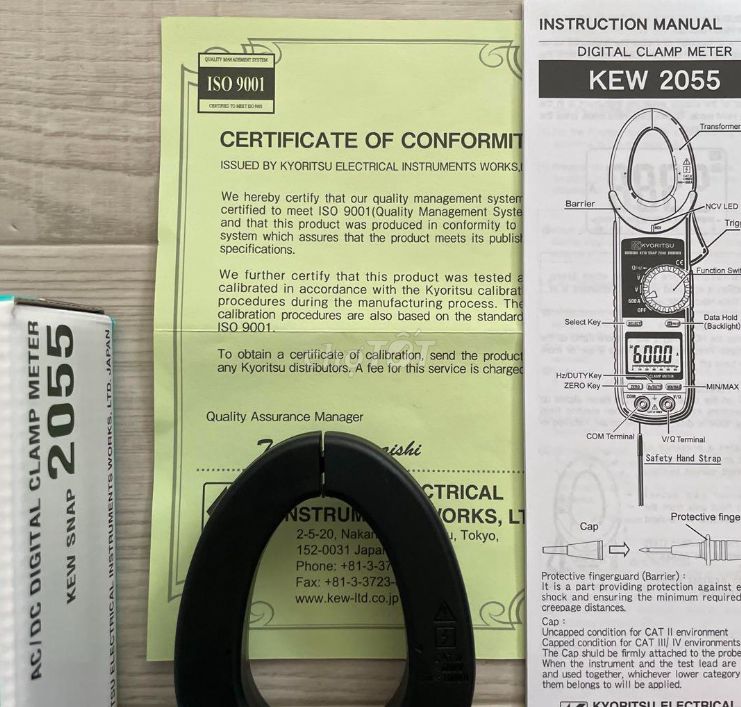 QUALITY MANAGEMENT SYSTEM
ISO 9001
CERTIFIED TO MEET ISO 9001
CERTIFICATE OF CONFORMIT
ISSUED BY KYORITSU ELECTRICAL INSTRUMENTS WORKS,
We hereby certify that our quality management system
certified to meet ISO 9001(Quality Management Syste
and that this product was produced in conformity to
system which assures that the product meets its publis
specifications.
We further certify that this product was tested a
calibrated in accordance with the Kyoritsu calibrat
procedures during the manufacturing process. The
calibration procedures are also based on the standard
ISO 9001.
To obtain a certificate of calibration, send the product
any Kyoritsu distributors. A fee for this service is charged
Quality Assurance Manager
CTRICAL
NSTRUM ORKS, LT
2-5-20, Nakan u, Tokyo,
152-0031 Japa
Phone: +81-3-37
Fax: +81-3-3723-
www.kew-ltd.co.jp
INSTRUCTION MANUAL
DIGITAL CLAMP METER
KEW 2055
Transformer
Barrier
NCV LED
Trig
KYORITSU
Function Swit
600A
OFF
Select Key
Data Hold
(Backlight)
600.0
Hz/DUTY Key
ZERO Key
MIN/MAX
COM
V/Ω
COM Terminal
V/Ω Terminal
Safety Hand Strap
Cap
Protective finge
Protective fingerguard (Barrier) :
It is a part providing protection against e
shock and ensuring the minimum required
creepage distances.
Cap :
Uncapped condition for CAT II environment
Capped condition for CAT III/ IV environments
The Cap shuld be firmly attached to the probe
When the instrument and the test lead are
and used together, whichever lower category
them belongs to will be applied.
KYORITSU ELECTRICAL
AC/DC DIGITAL CLAMP METER
KEW SNAP 2055
TSU ELECTRICAL INSTRUMENTS WORKS, LTD. JAPAN